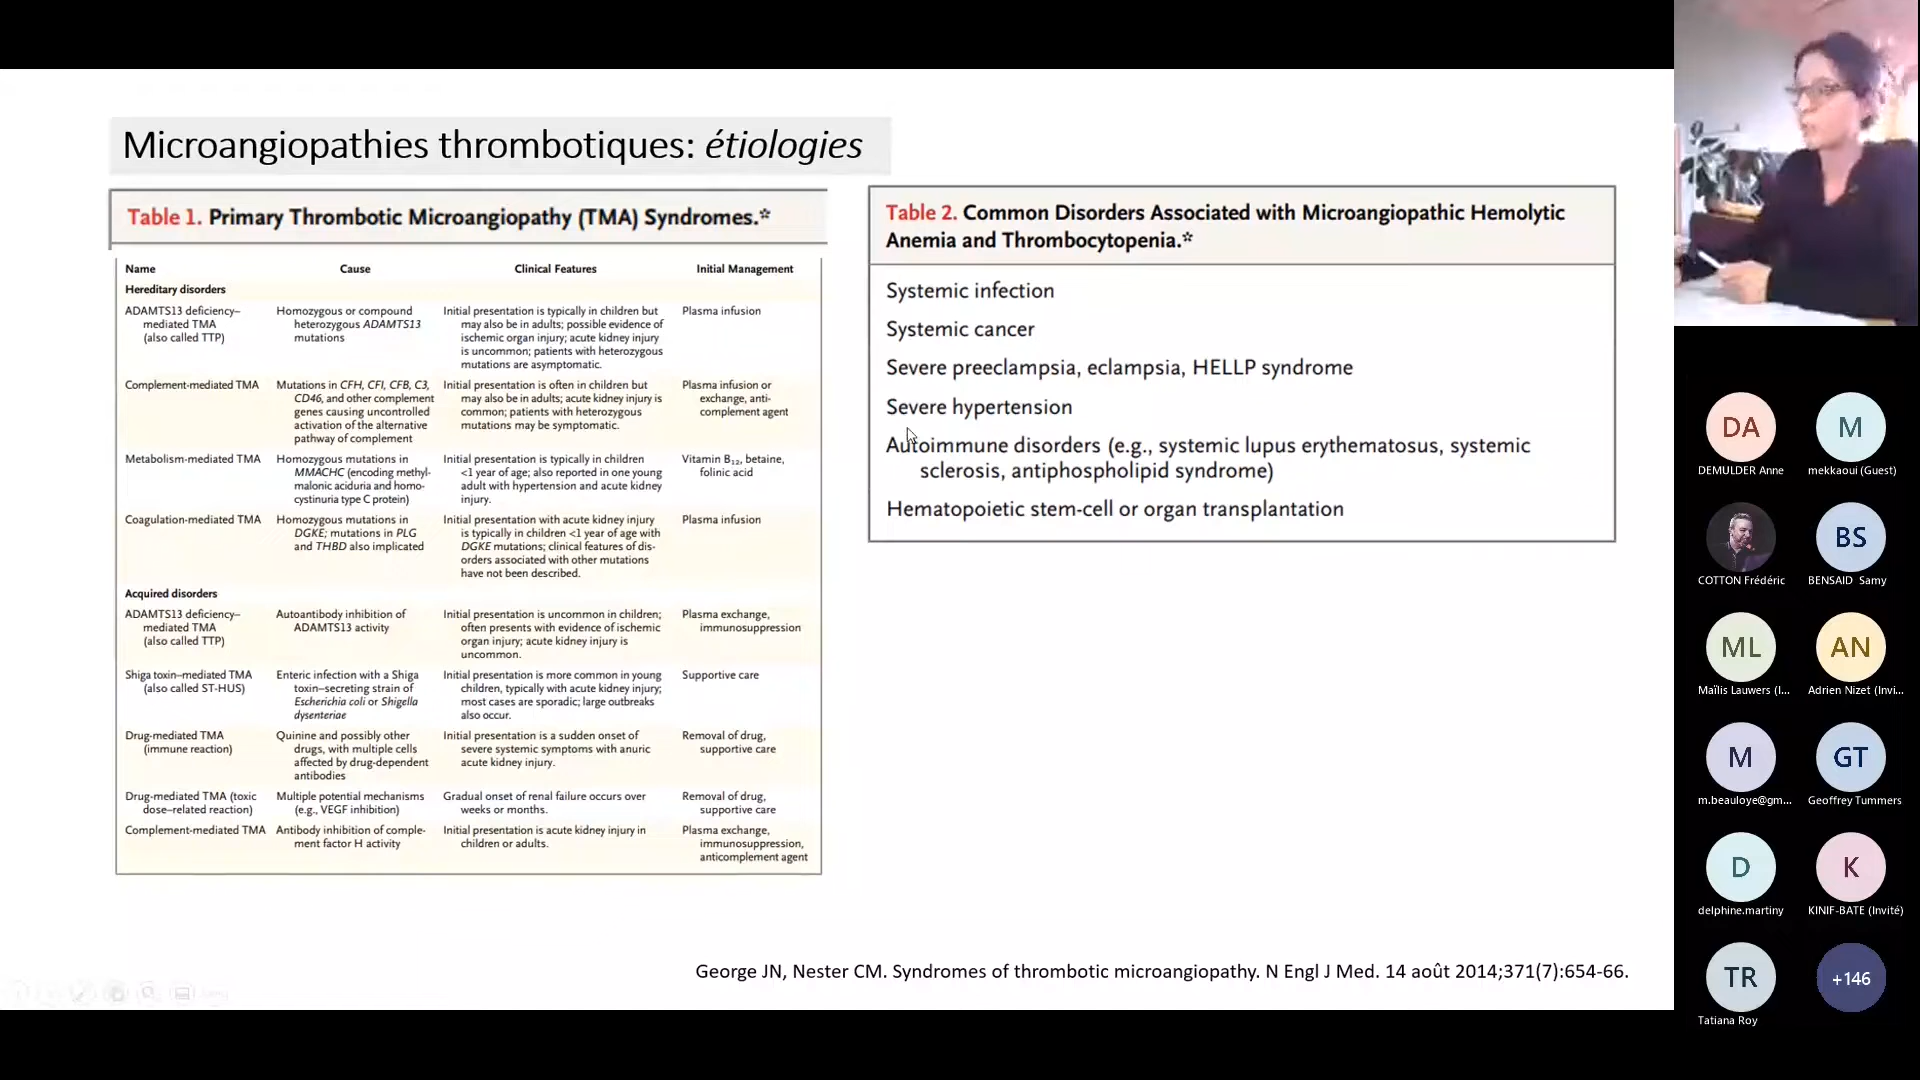 Microangiopathies thrombotiques: étiologies
Table 1. Primary Thrombotic Microangiopathy (TMA) Syndromes.*
Name Cause Clinical Features Initial Management
Hereditary disorders
ADAMTS13 deficiency–
mediated TMA
(also called TTP)
Homozygous or compound
heterozygous ADAMTS13
mutations
Initial presentation is typically in children but
may also be in adults; possible evidence of
ischemic organ injury; acute kidney injury
is uncommon; patients with heterozygous
mutations are asymptomatic.
Plasma infusion
Complement-mediated TMA
Mutations in CFH, CFI, CFB, C3,
CD46, and other complement
genes causing uncontrolled
activation of the alternative
pathway of complement
Initial presentation is often in children but
may also be in adults; acute kidney injury is
common; patients with heterozygous
mutations may be symptomatic.
Plasma infusion or
exchange, anti-
complement agent
Metabolism-mediated TMA
Homozygous mutations in
MMACHC (encoding methyl-
malonic aciduria and homo-
cystinuria type C protein)
Initial presentation is typically in children
<1 year of age; also reported in one young
adult with hypertension and acute kidney
injury.
Vitamin B12, betaine,
folinic acid
Coagulation-mediated TMA
Homozygous mutations in
DGKE; mutations in PLG
and THBD also implicated
Initial presentation with acute kidney injury
is typically in children <1 year of age with
DGKE mutations; clinical features of dis-
orders associated with other mutations
have not been described.
Plasma infusion
Acquired disorders
ADAMTS13 deficiency–
mediated TMA
(also called TTP)
Autoantibody inhibition of
ADAMTS13 activity
Initial presentation is uncommon in children;
often presents with evidence of ischemic
organ injury; acute kidney injury is
uncommon.
Plasma exchange,
immunosuppression
Shiga toxin–mediated TMA
(also called ST-HUS)
Enteric infection with a Shiga
toxin–secreting strain of
Escherichia coli or Shigella
dysenteriae
Initial presentation is more common in young
children, typically with acute kidney injury;
most cases are sporadic; large outbreaks
also occur.
Supportive care
Drug-mediated TMA
(immune reaction)
Quinine and possibly other
drugs, with multiple cells
affected by drug-dependent
antibodies
Initial presentation is a sudden onset of
severe systemic symptoms with anuric
acute kidney injury.
Removal of drug,
supportive care
Drug-mediated TMA (toxic
dose–related reaction)
Multiple potential mechanisms
(e.g., VEGF inhibition)
Gradual onset of renal failure occurs over
weeks or months.
Removal of drug,
supportive care
Complement-mediated TMA
Antibody inhibition of comple-
ment factor H activity
Initial presentation is acute kidney injury in
children or adults.
Plasma exchange,
immunosuppression,
anticomplement agent
Table 2. Common Disorders Associated with Microangiopathic Hemolytic
Anemia and Thrombocytopenia.*
Systemic infection
Systemic cancer
Severe preeclampsia, eclampsia, HELLP syndrome
Severe hypertension
Autoimmune disorders (e.g., systemic lupus erythematosus, systemic
sclerosis, antiphospholipid syndrome)
Hematopoietic stem-cell or organ transplantation
George JN, Nester CM. Syndromes of thrombotic microangiopathy. N Engl J Med. 14 août 2014;371(7):654-66.
DA M
DEMULDER Anne mekkaoui (Guest)
BS
COTTON Frédéric BENSAID Samy
ML AN
Maïlis Lauwers (I... Adrien Nizet (Invi...
M GT
m.beauloye@gm... Geoffrey Tummers
D K
delphine.martiny KINIF-BATE (Invité)
TR +146
Tatiana Roy